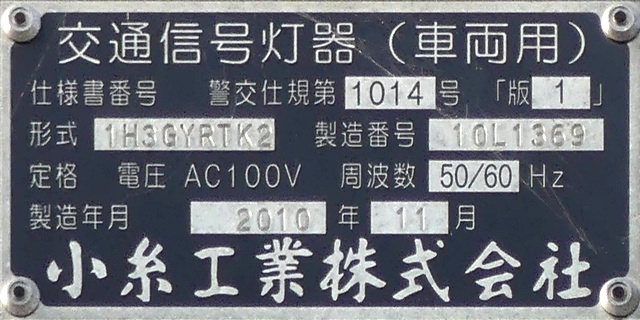 交通信号灯器（車両用）
仕様書番号 警交仕規第 1014 号 「版 1 」
形式 1H3GYRTK2 製造番号 10L1369
定格 電圧 AC100V 周波数 50/60 Hz
製造年月 2010 年 11 月
小糸工業株式会社